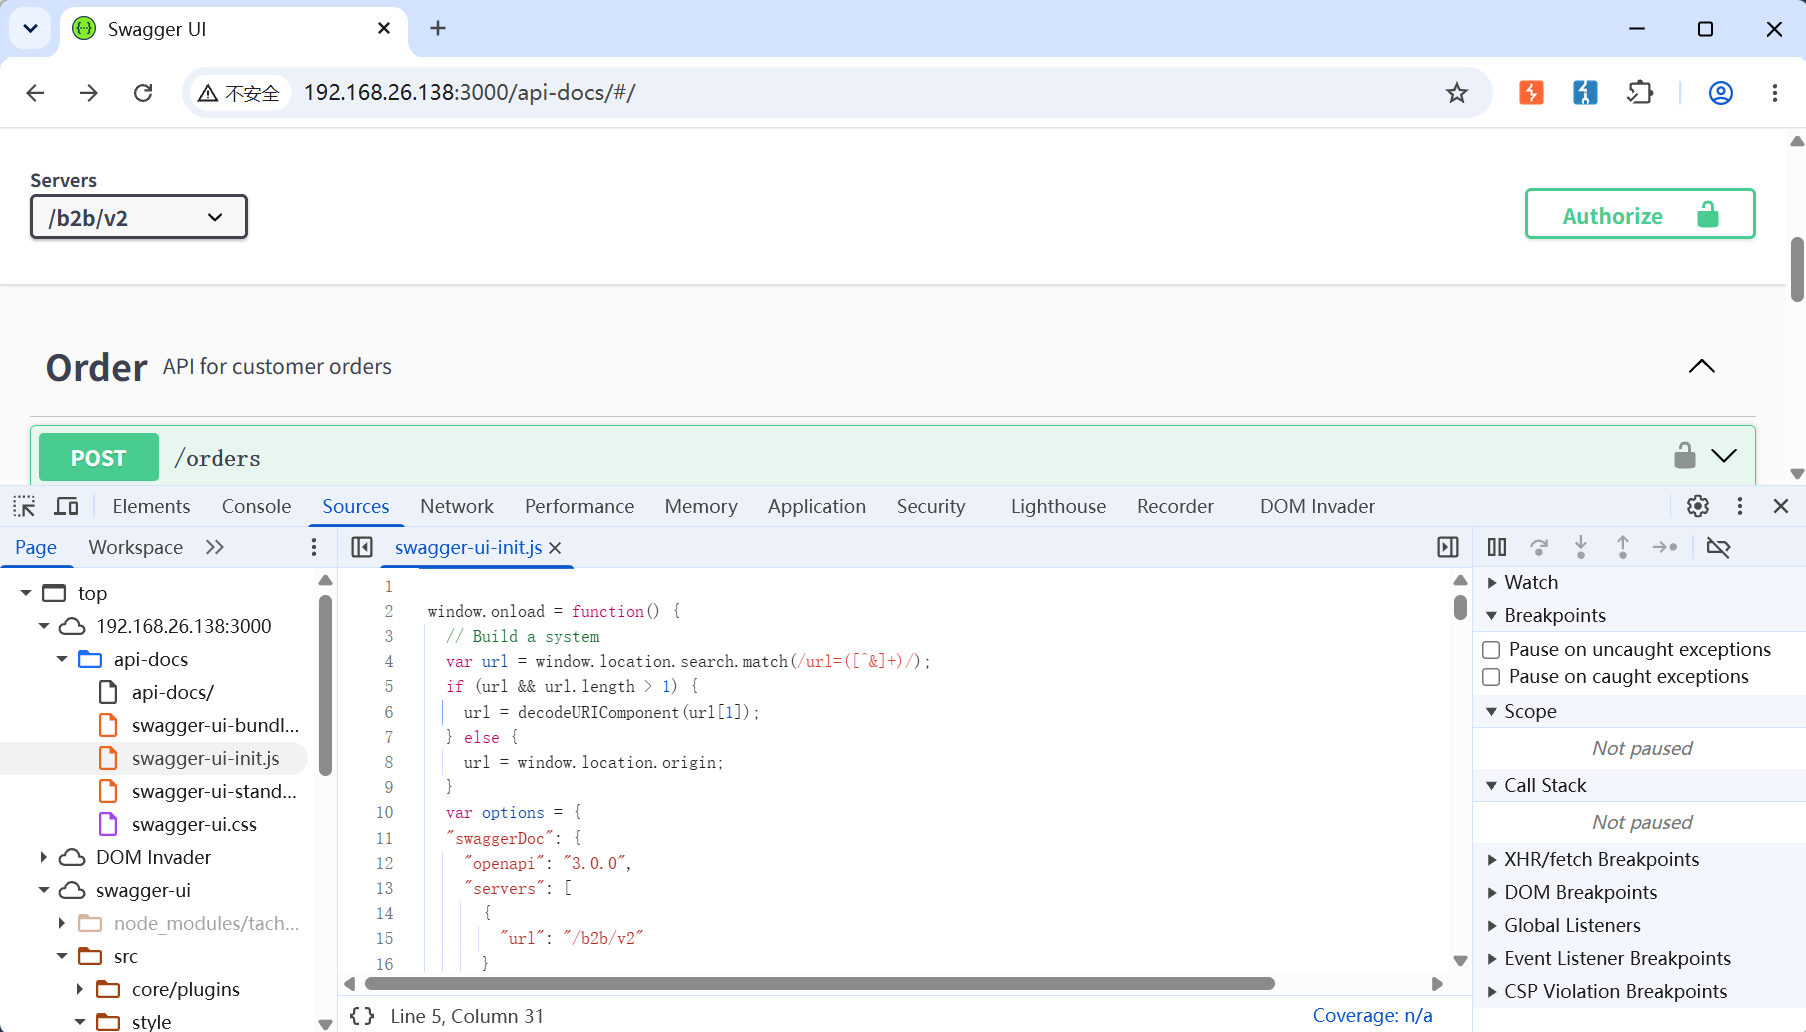 Swagger UI
不安全 192.168.26.138:3000/api-docs/#/
Servers
/b2b/v2
Authorize
Order API for customer orders
POST /orders
Elements Console Sources Network Performance Memory Application Security Lighthouse Recorder DOM Invader
Page Workspace
swagger-ui-init.js
top
192.168.26.138:3000
api-docs
api-docs/
swagger-ui-bundl...
swagger-ui-init.js
swagger-ui-stand...
swagger-ui.css
DOM Invader
swagger-ui
node_modules/tach...
src
core/plugins
style
1
2 window.onload = function() {
3 // Build a system
4 var url = window.location.search.match(/url=([^&]+)/);
5 if (url && url.length > 1) {
6 url = decodeURIComponent(url[1]);
7 } else {
8 url = window.location.origin;
9 }
10 var options = {
11 "swaggerDoc": {
12 "openapi": "3.0.0",
13 "servers": [
14 {
15 "url": "/b2b/v2"
16 }
{} Line 5, Column 31
Coverage: n/a
Watch
Breakpoints
Pause on uncaught exceptions
Pause on caught exceptions
Scope
Not paused
Call Stack
Not paused
XHR/fetch Breakpoints
DOM Breakpoints
Global Listeners
Event Listener Breakpoints
CSP Violation Breakpoints